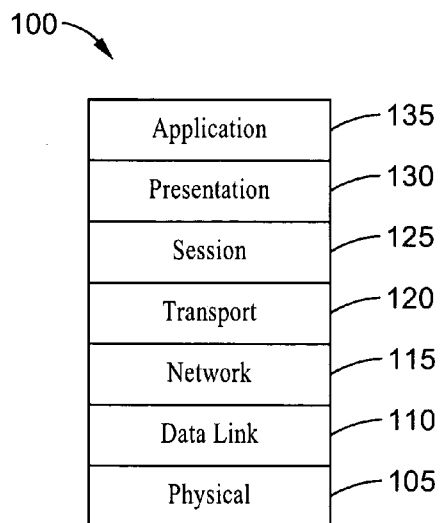 100
Application 135
Presentation 130
Session 125
Transport 120
Network 115
Data Link 110
Physical 105